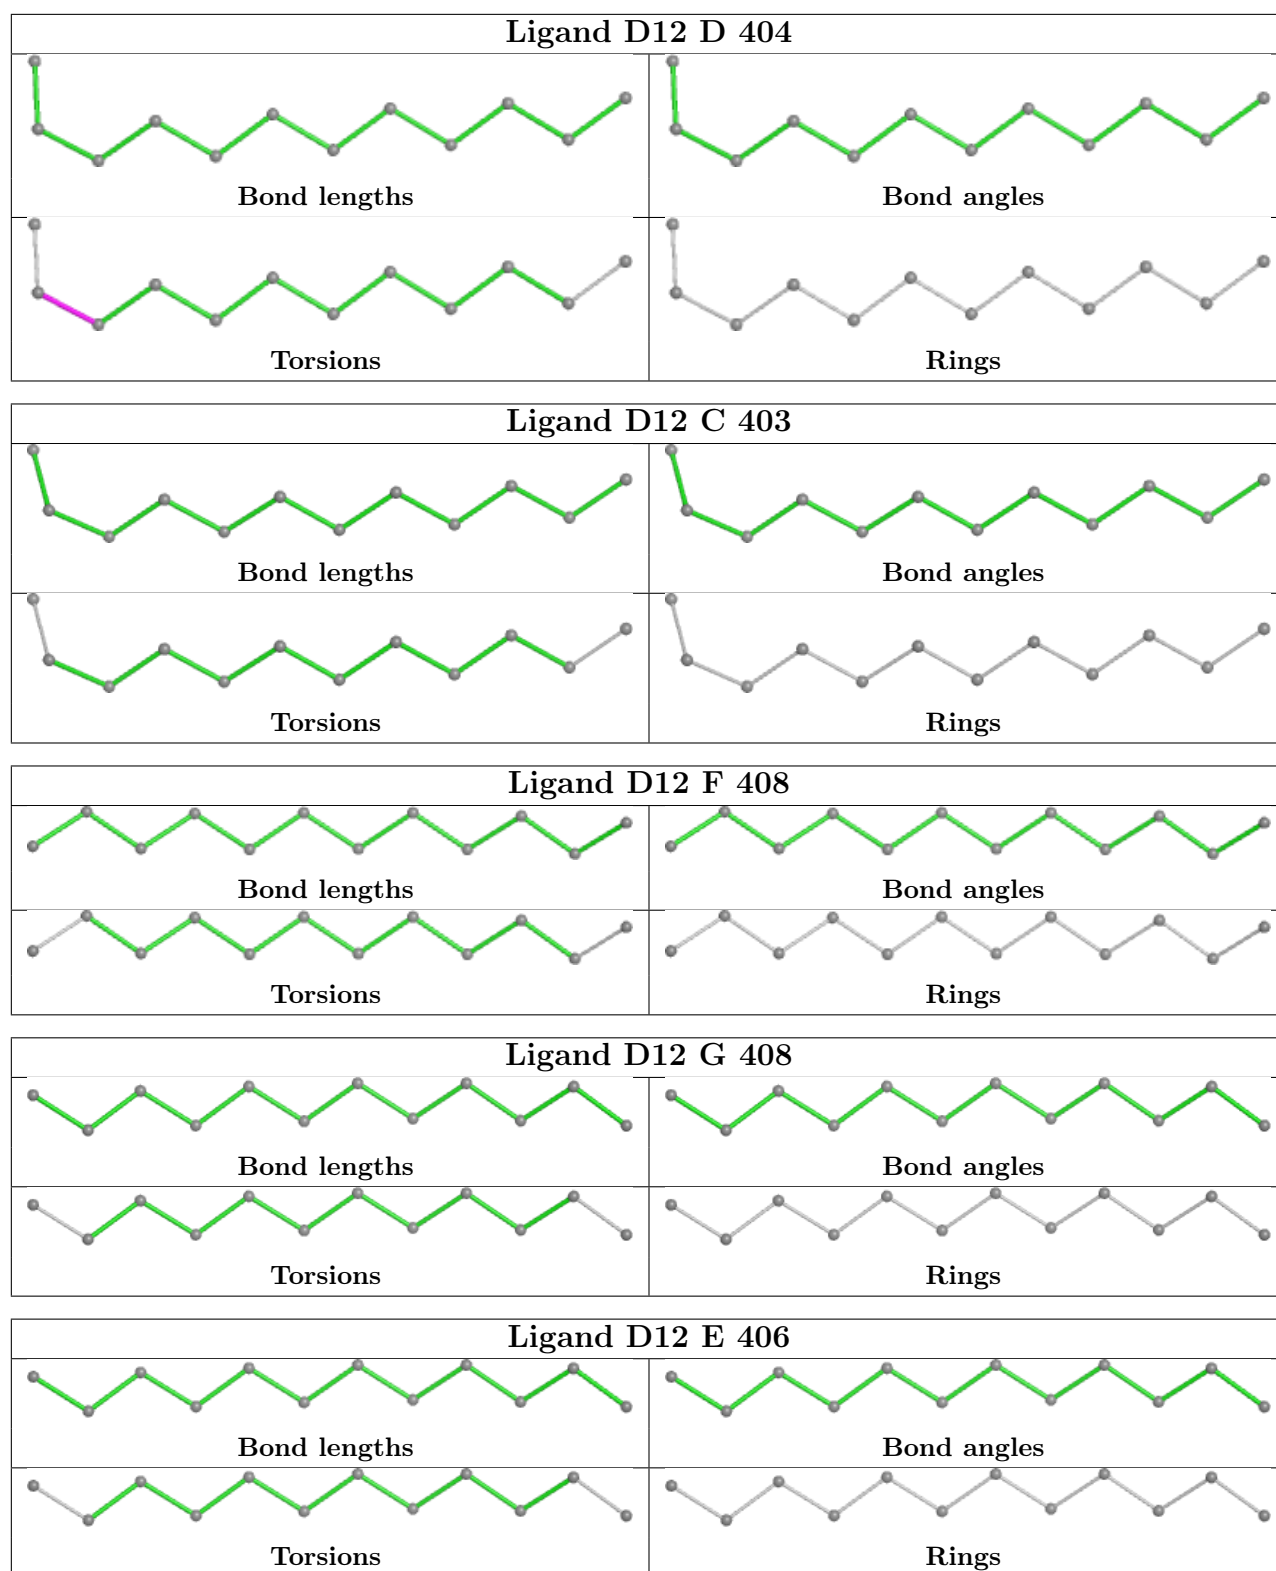 Ligand D12 D 404
Bond lengths
Bond angles
Torsions
Rings
Ligand D12 C 403
Bond lengths
Bond angles
Torsions
Rings
Ligand D12 F 408
Bond lengths
Bond angles
Torsions
Rings
Ligand D12 G 408
Bond lengths
Bond angles
Torsions
Rings
Ligand D12 E 406
Bond lengths
Bond angles
Torsions
Rings